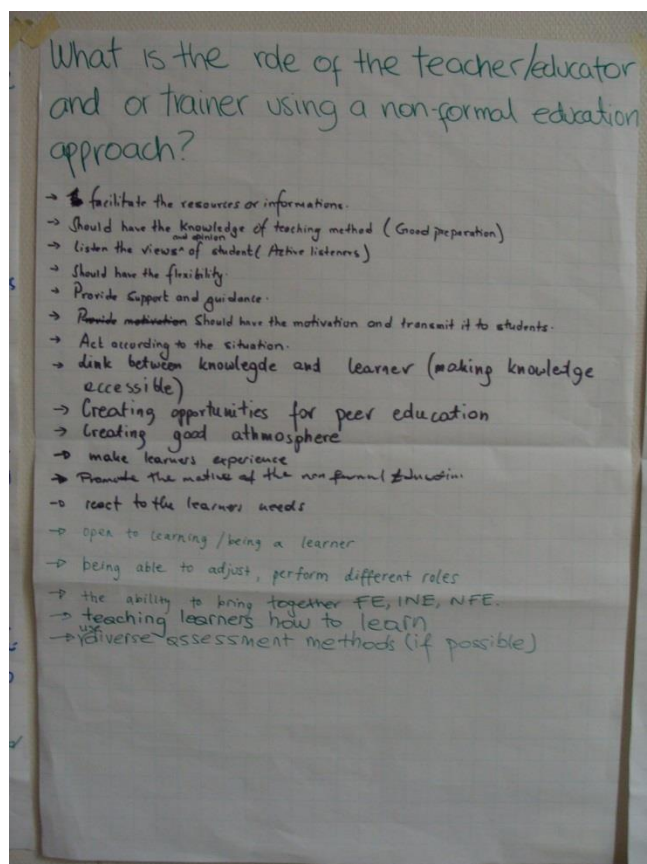 What is the role of the teacher/educator
and or trainer using a non-formal education
approach?
→ facilitate the resources or informations.
→ Should have the knowledge of teaching method (Good preparation)
and opinion
→ listen the views^ of student (Active listeners)
→ Should have the flexibility.
→ Provide support and guidance.
→ Provide motivation Should have the motivation and transmit it to students.
→ Act according to the situation.
→ link between knowlegde and learner (making knowledge
accessible)
→ Creating opportunities for peer education
→ Creating good athmosphere
→ make learners experience
→ Promote the motive of the non formal Education.
→ react to the learners needs
→ open to learning/being a learner
→ being able to adjust, perform different roles
→ the ability to bring together FE, INE, NFE.
→ teaching learners how to learn
use
→ diverse assessment methods (if possible)